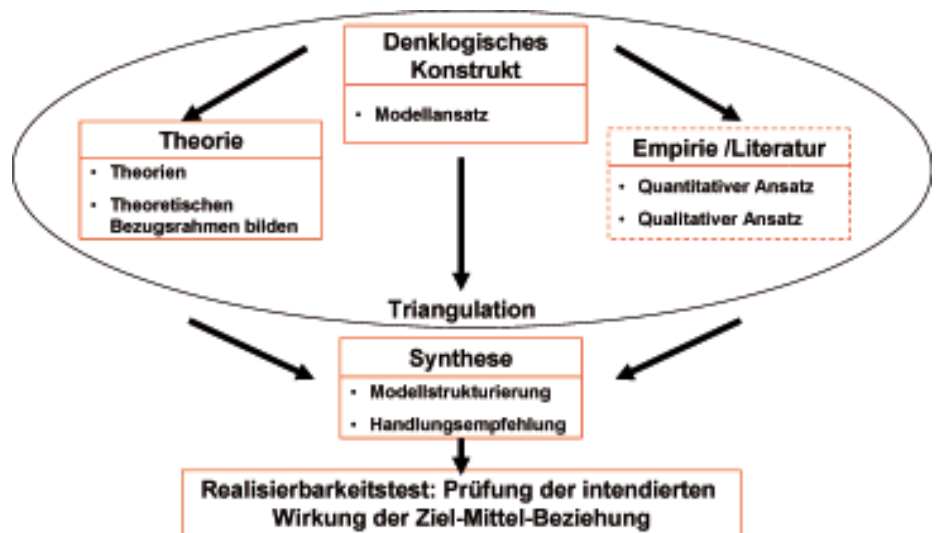 Denklogisches
Konstrukt
• Modellansatz
Theorie
• Theorien
• Theoretischen
Bezugsrahmen bilden
Empirie /Literatur
• Quantitativer Ansatz
• Qualitativer Ansatz
Triangulation
Synthese
• Modellstrukturierung
• Handlungsempfehlung
Realisierbarkeitstest: Prüfung der intendierten
Wirkung der Ziel-Mittel-Beziehung